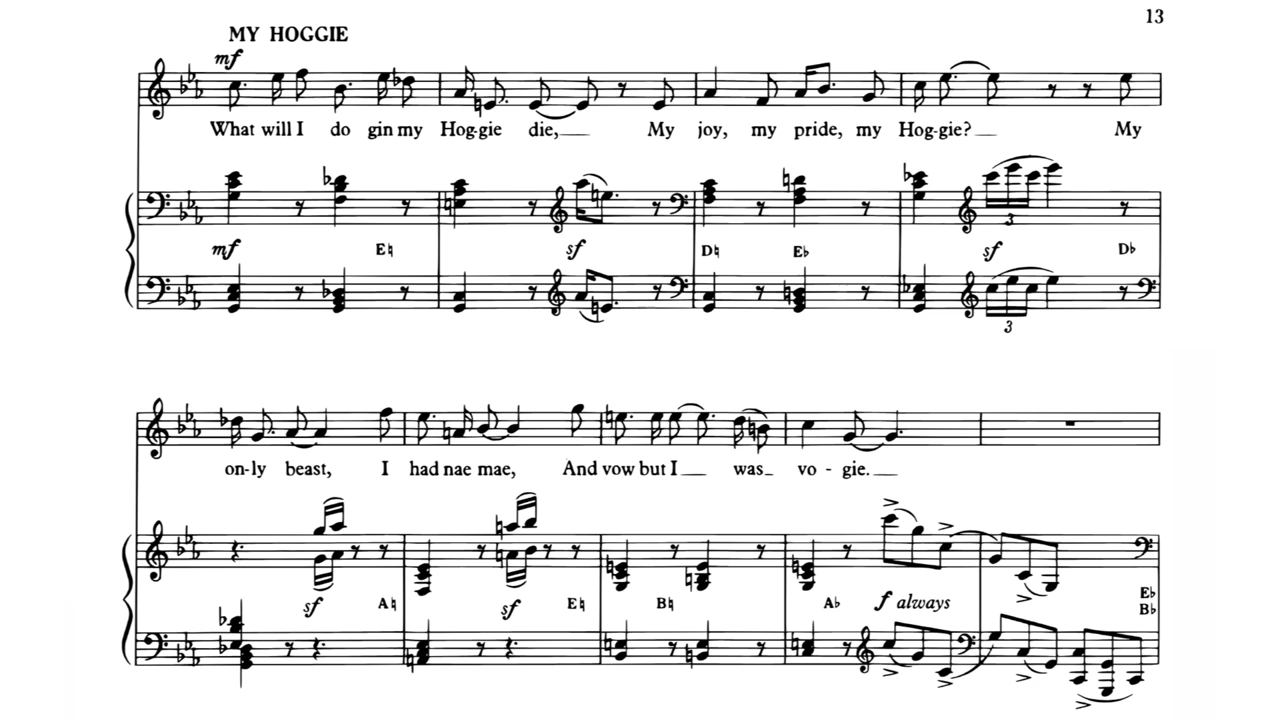 13
MY HOGGIE
mf
What will I do gin my Hog-gie die, My joy, my pride, my Hog-gie? My
3
mf E♮ sf D♮ E♭ sf D♭
3
on-ly beast, I had nae mae, And vow but I was vo - gie.
sf A♮ sf E♮ B♮ A♭ f always E♭
B♭